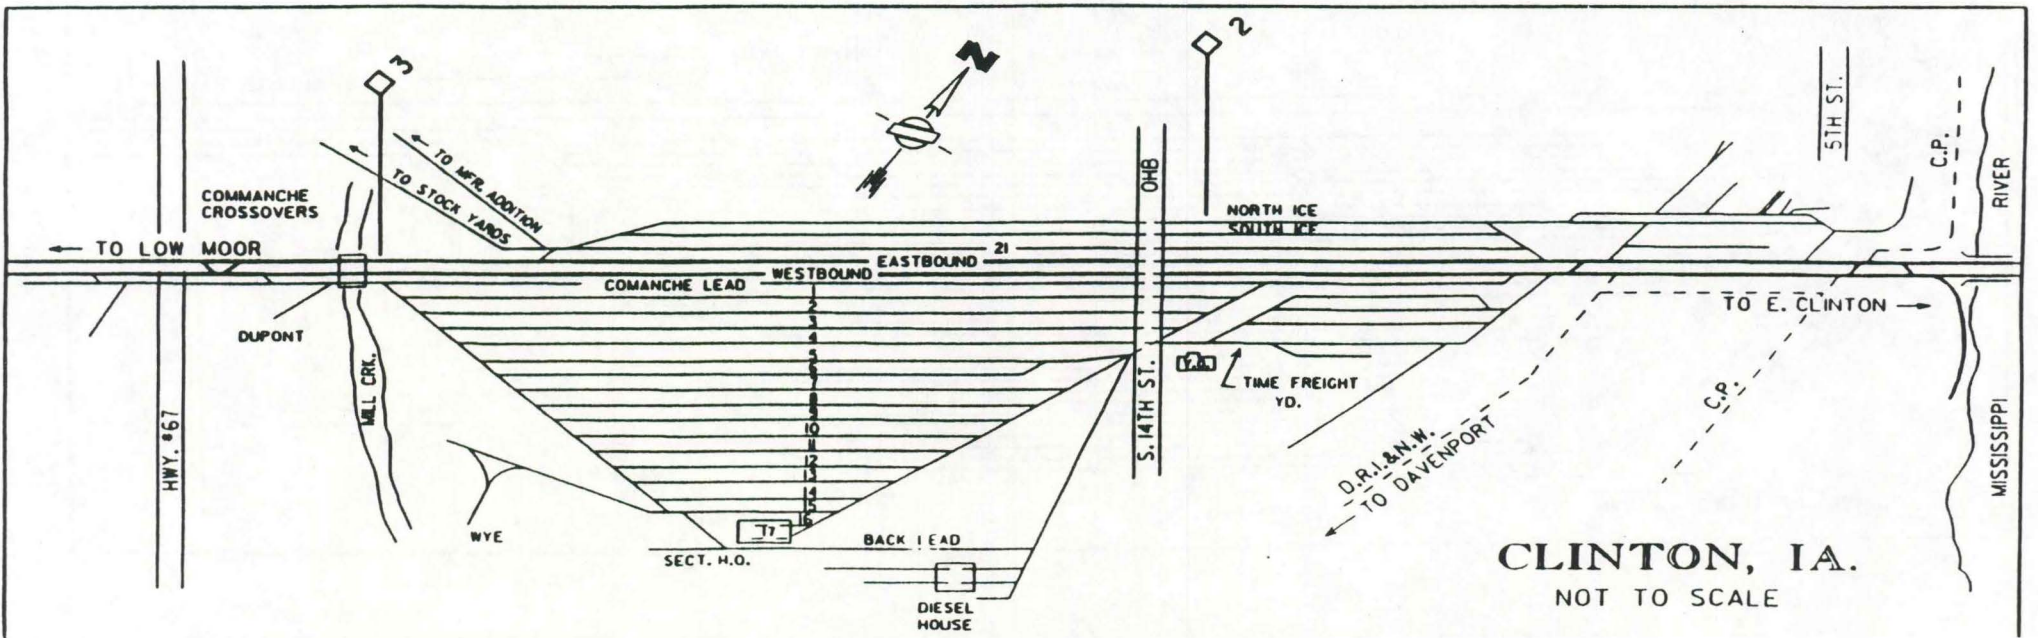 3
2
N
COMMANCHE
CROSSOVERS
TO MFR. ADDITION
TO STOCK YARDS
OHB
NORTH ICE
SOUTH ICE
5TH ST.
C.P.
RIVER
TO LOW MOOR
21
EASTBOUND
WESTBOUND
COMANCHE LEAD
TO E. CLINTON
DUPONT
MILL CRK.
HWY. #67
2
3
4
5
6
7
8
9
10
11
12
13
14
15
16
17
Y.O.
TIME FREIGHT
YD.
S. 14TH ST.
D.R.I.&N.W.
TO DAVENPORT
C.P.
MISSISSIPPI
WYE
SECT. H.Q.
BACK LEAD
DIESEL
HOUSE
CLINTON, IA.
NOT TO SCALE